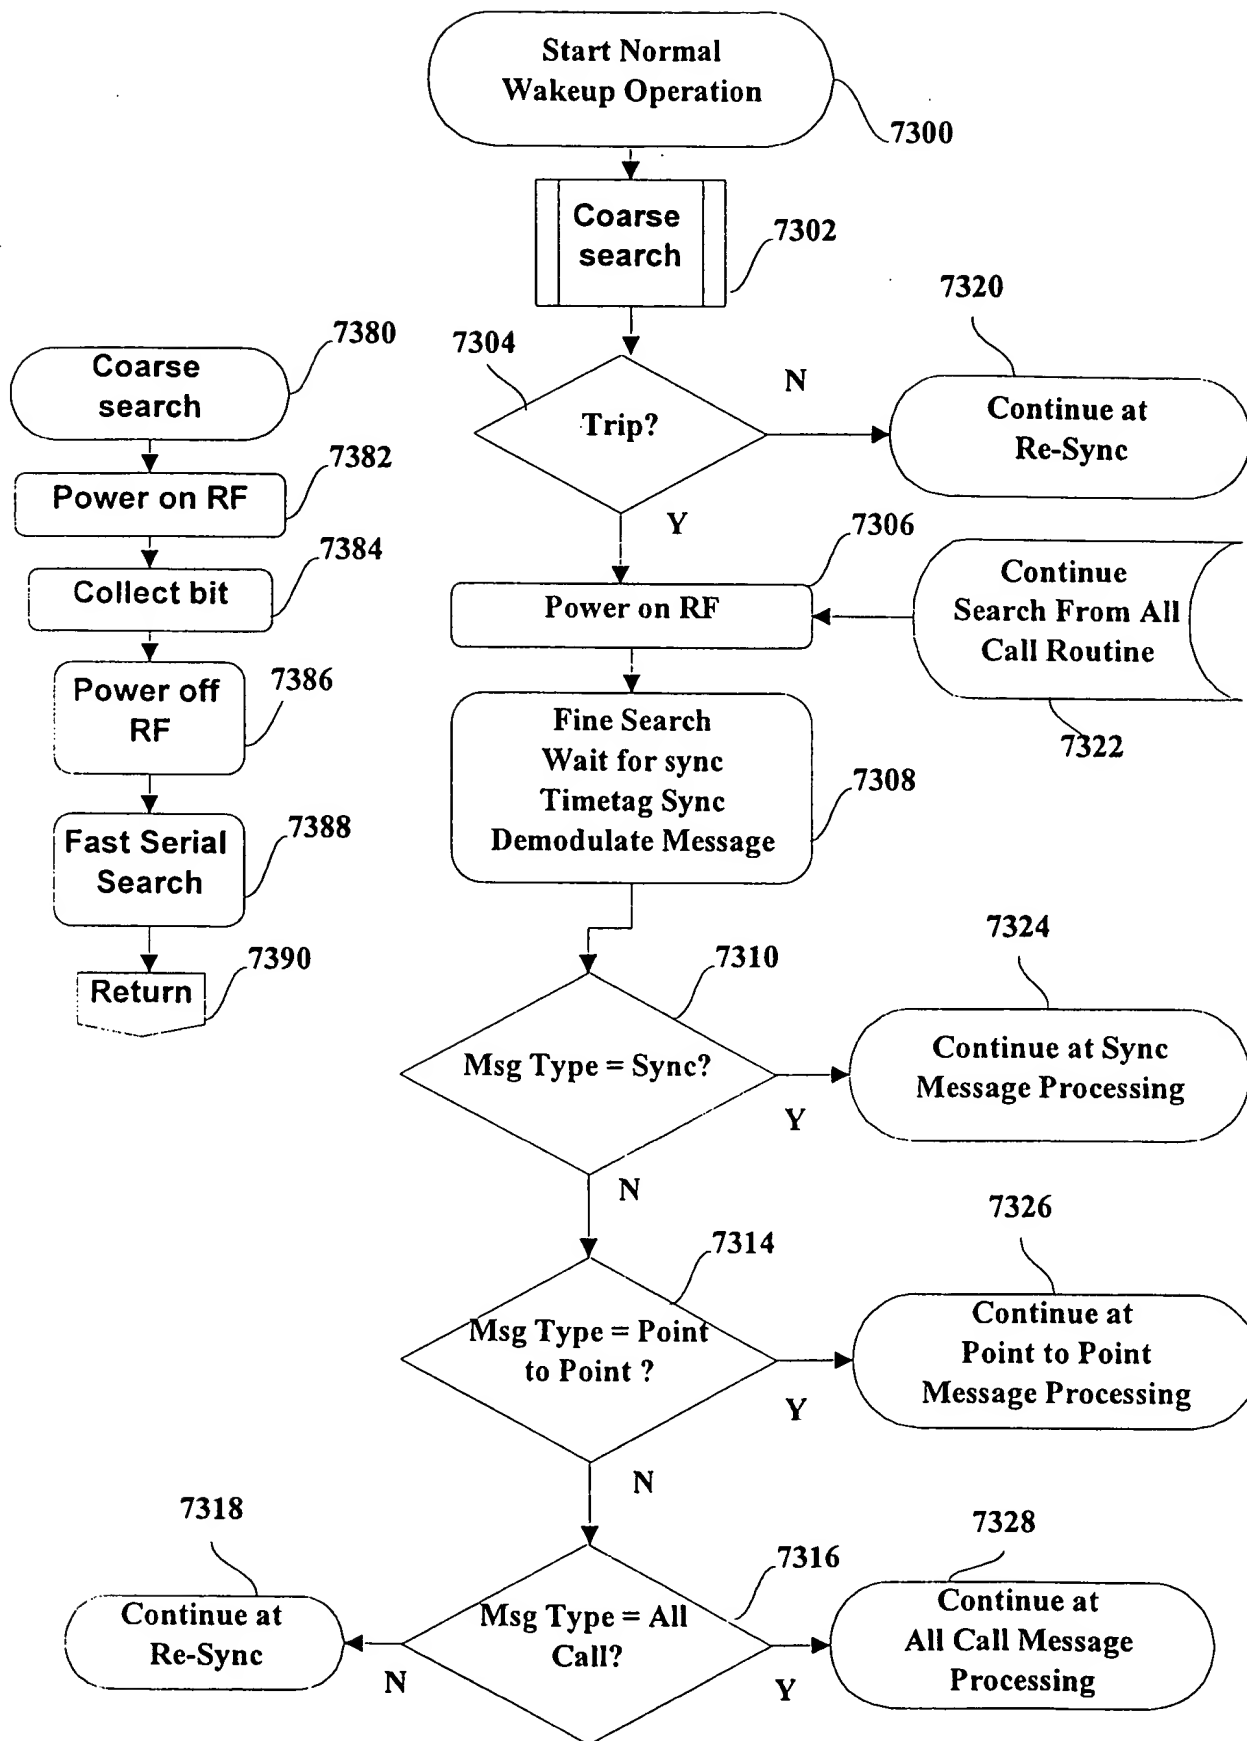 Start Normal
Wakeup Operation
7300
Coarse
search
7302
7304
Trip?
N
Y
7320
Continue at
Re-Sync
7306
Power on RF
Continue
Search From All
Call Routine
7322
Fine Search
Wait for sync
Timetag Sync
Demodulate Message
7308
7310
Msg Type = Sync?
Y
N
7324
Continue at Sync
Message Processing
7314
Msg Type = Point
to Point ?
Y
N
7326
Continue at
Point to Point
Message Processing
7316
Msg Type = All
Call?
N
Y
7318
Continue at
Re-Sync
7328
Continue at
All Call Message
Processing
7380
Coarse
search
7382
Power on RF
7384
Collect bit
7386
Power off
RF
7388
Fast Serial
Search
7390
Return